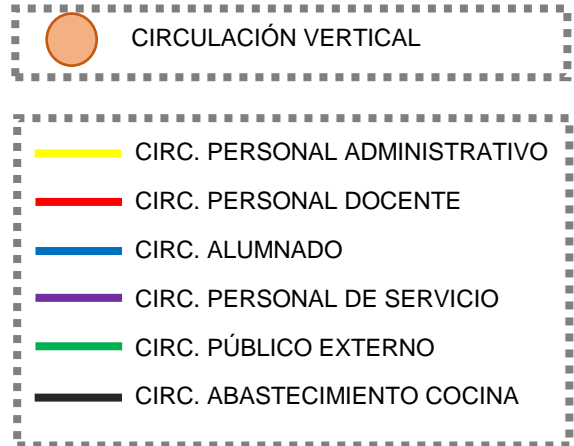 CIRCULACIÓN VERTICAL
CIRC. PERSONAL ADMINISTRATIVO
CIRC. PERSONAL DOCENTE
CIRC. ALUMNADO
CIRC. PERSONAL DE SERVICIO
CIRC. PÚBLICO EXTERNO
CIRC. ABASTECIMIENTO COCINA